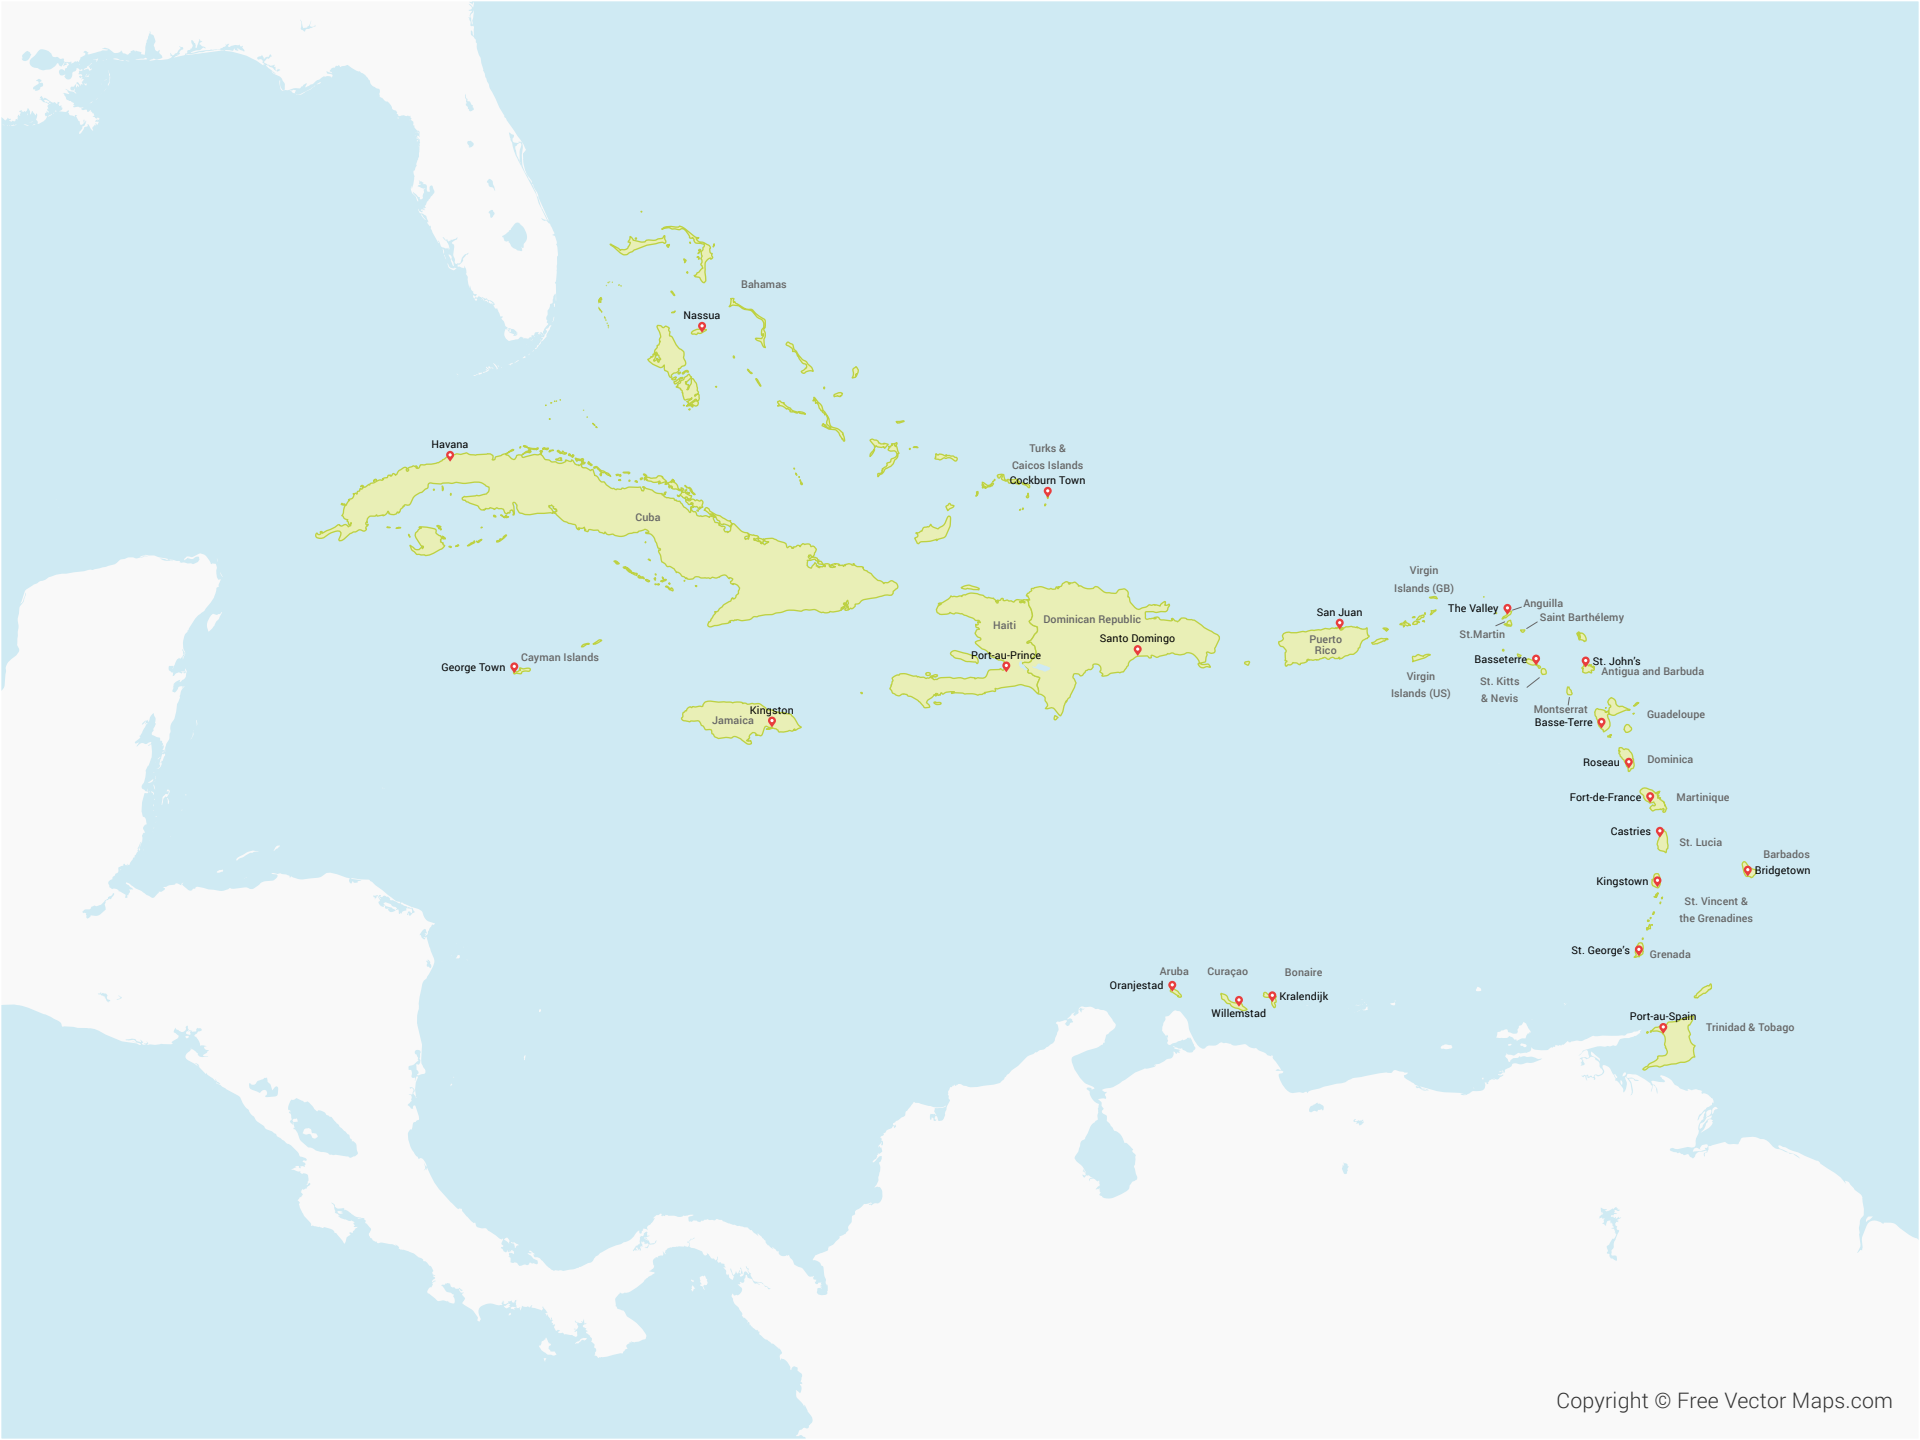 Bahamas
Nassua
Havana
Turks &
Caicos Islands
Cockburn Town
Cuba
Virgin
Islands (GB)
The Valley
Anguilla
Saint Barthélemy
St.Martin
San Juan
Puerto
Rico
Haiti
Dominican Republic
Santo Domingo
Port-au-Prince
Cayman Islands
George Town
Basseterre
St. John's
Antigua and Barbuda
Virgin
Islands (US)
St. Kitts
& Nevis
Montserrat
Kingston
Jamaica
Guadeloupe
Basse-Terre
Roseau
Dominica
Fort-de-France
Martinique
Castries
St. Lucia
Barbados
Bridgetown
Kingstown
St. Vincent &
the Grenadines
St. George's
Grenada
Aruba
Curaçao
Bonaire
Oranjestad
Kralendijk
Willemstad
Port-au-Spain
Trinidad & Tobago
Copyright © Free Vector Maps.com